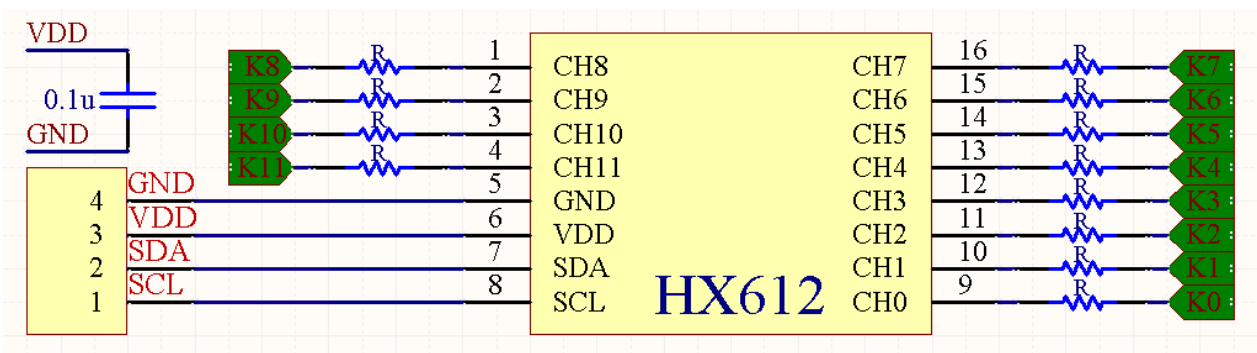 VDD
0.1u
GND
K8 R 1 CH8 CH7 16 R K7
K9 R 2 CH9 CH6 15 R K6
K10 R 3 CH10 CH5 14 R K5
K11 R 4 CH11 CH4 13 R K4
4 GND 5 GND CH3 12 R K3
3 VDD 6 VDD CH2 11 R K2
2 SDA 7 SDA CH1 10 R K1
1 SCL 8 SCL HX612 CH0 9 R K0